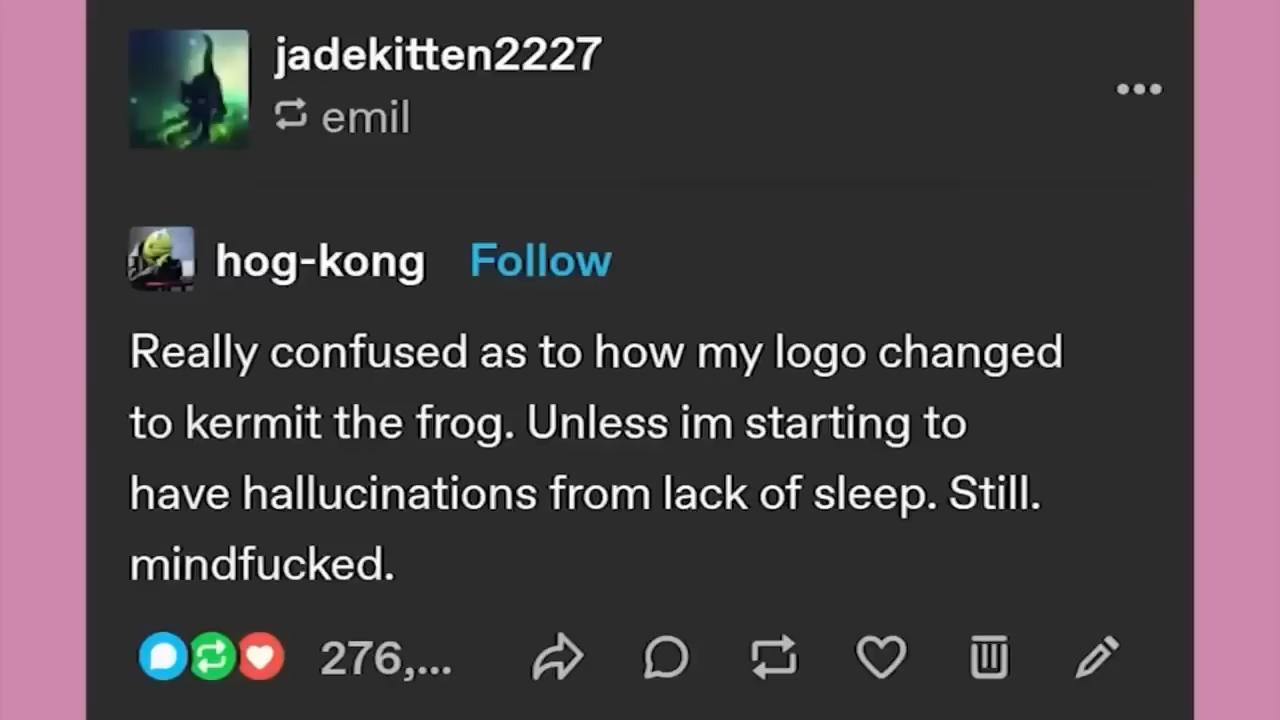 jadekitten2227
emil
hog-kong Follow
Really confused as to how my logo changed
to kermit the frog. Unless im starting to
have hallucinations from lack of sleep. Still.
mindfucked.
276,...